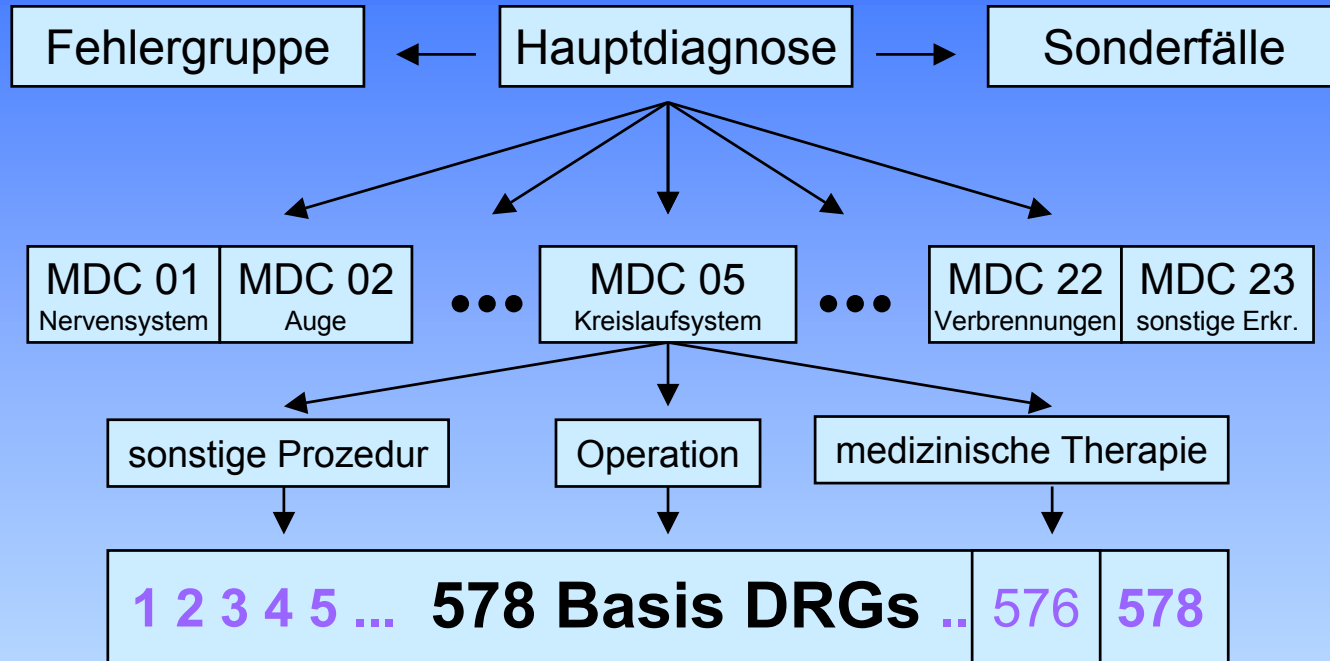 Fehlergruppe
Hauptdiagnose
Sonderfälle
MDC 01
Nervensystem
MDC 02
Auge
•••
MDC 05
Kreislaufsystem
•••
MDC 22
Verbrennungen
MDC 23
sonstige Erkr.
sonstige Prozedur
Operation
medizinische Therapie
1 2 3 4 5 ... 578 Basis DRGs .. 576 578